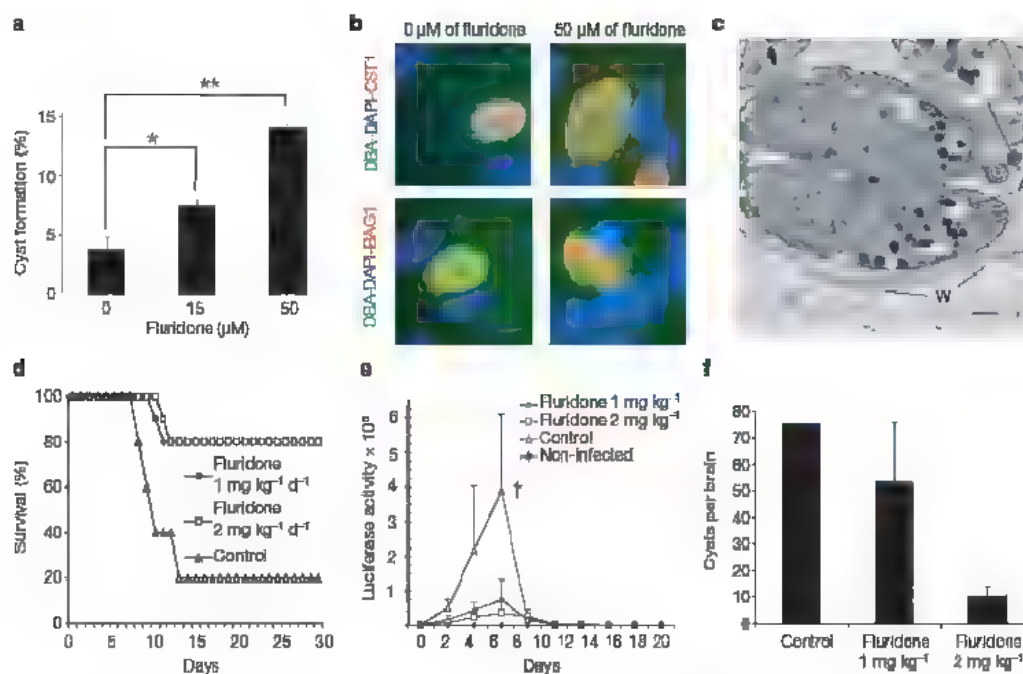 a
**
*
15
10
5
0
Cyst formation (%)
0 15 50
Fluridone (µM)
b
0 µM of fluridone 50 µM of fluridone
DBA-DAPI-CST1
DBA-DAPI-BAG1
c
W
d
100
80
60
40
20
0
Survival (%)
Fluridone
1 mg kg⁻¹ d⁻¹
Fluridone
2 mg kg⁻¹ d⁻¹
Control
0 5 10 15 20 25 30
Days
e
Fluridone 1 mg kg⁻¹
Fluridone 2 mg kg⁻¹
Control
Non-infected
†
6
5
4
3
2
1
0
Luciferase activity ×
0 2 4 6 8 10 11 14 16 18 20
Days
f
80
70
60
50
40
30
20
10
0
Cysts per brain
Control Fluridone Fluridone
1 mg kg⁻¹ 2 mg kg⁻¹